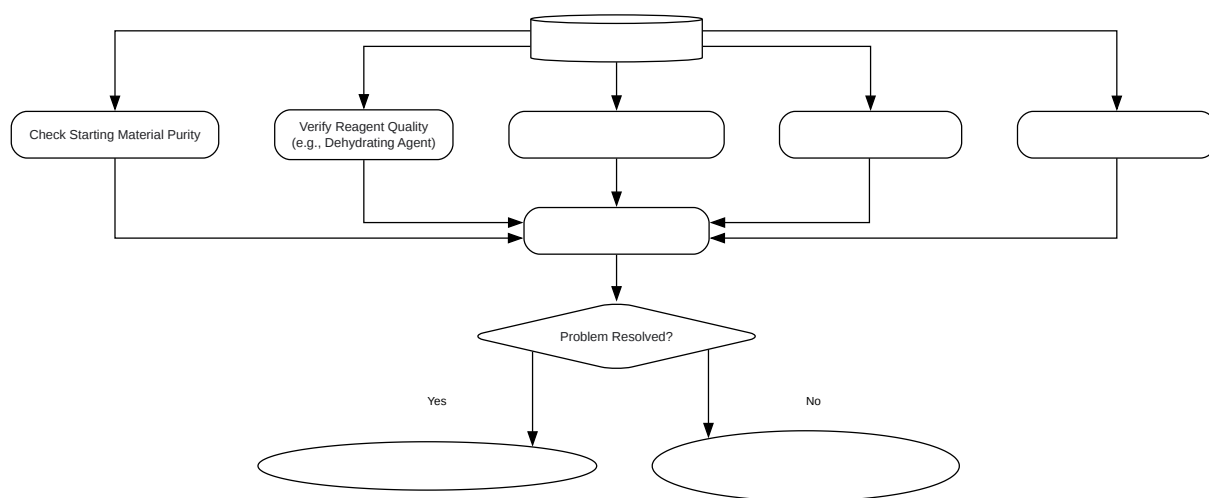 Check Starting Material Purity
Verify Reagent Quality
(e.g., Dehydrating Agent)
Problem Resolved?
Yes
No